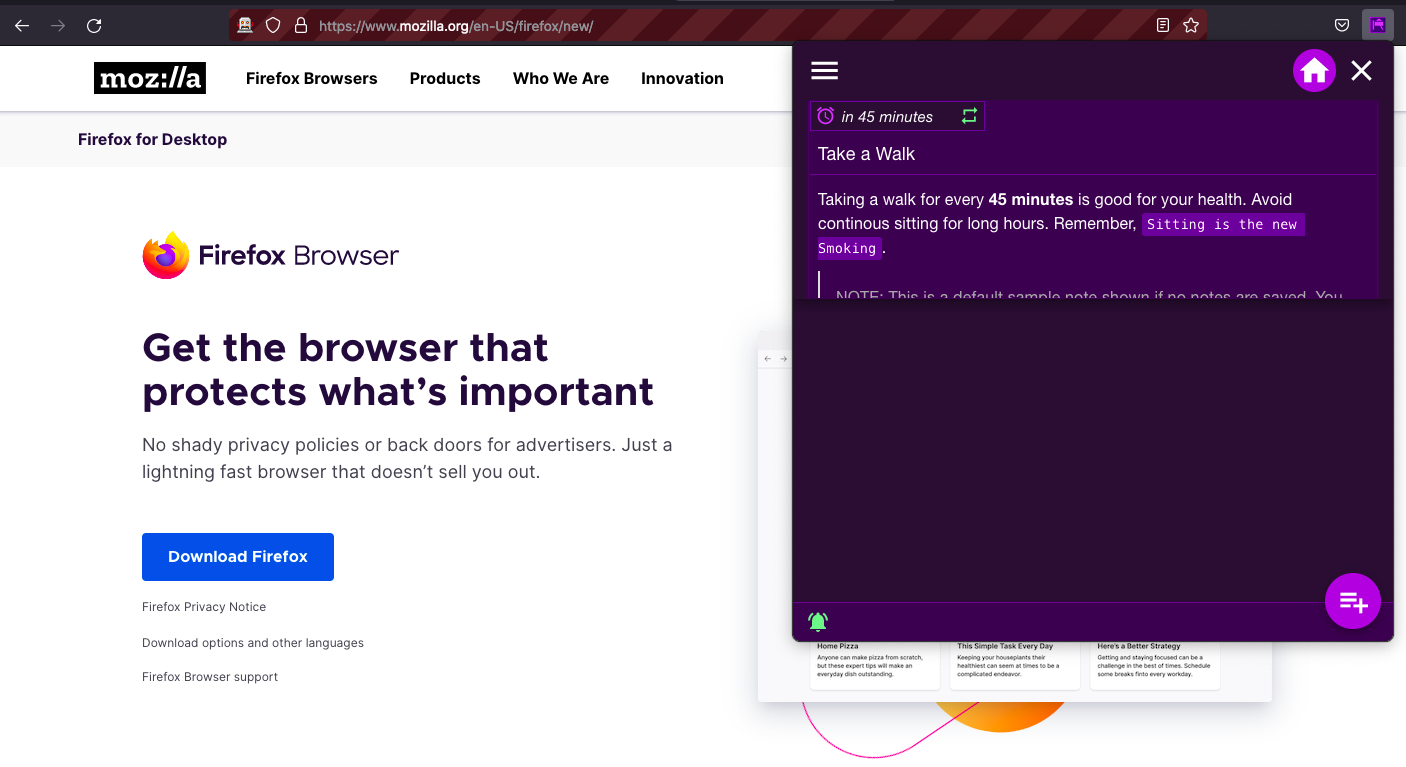 https://www.mozilla.org/en-US/firefox/new/
moz://a
Firefox Browsers Products Who We Are Innovation
Firefox for Desktop
Firefox Browser
Get the browser that
protects what’s important
No shady privacy policies or back doors for advertisers. Just a
lightning fast browser that doesn’t sell you out.
Download Firefox
Firefox Privacy Notice
Download options and other languages
Firefox Browser support
in 45 minutes
Take a Walk
Taking a walk for every 45 minutes is good for your health. Avoid
continous sitting for long hours. Remember, Sitting is the new
Smoking .
NOTE: This is a default sample note shown if no notes are saved. You
Home Pizza
Anyone can make pizza from scratch,
but these expert tips will make an
everyday dish outstanding.
This Simple Task Every Day
Keeping your houseplants their
healthiest can seem at times to be a
complicated endeavor.
Here’s a Better Strategy
Getting and staying focused can be a
challenge in the best of times. Schedule
some breaks finto every workday.